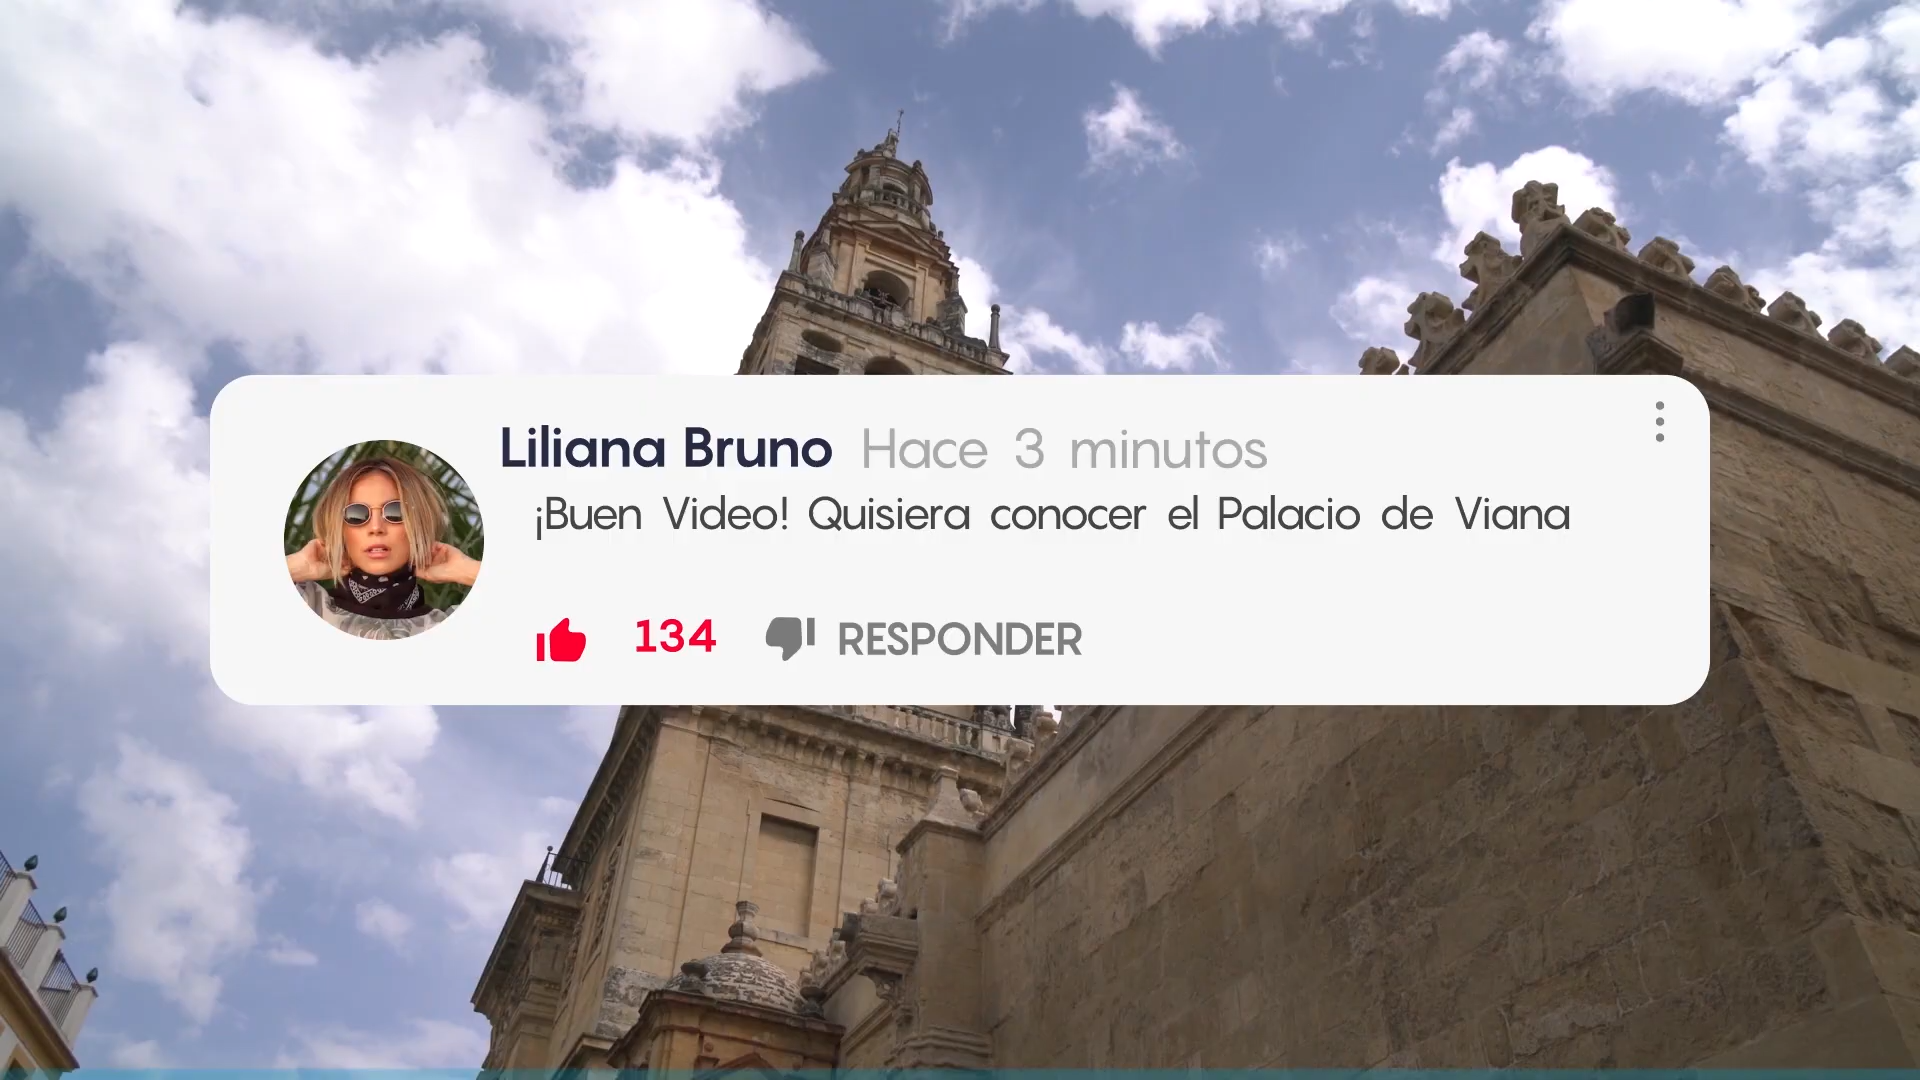 Liliana Bruno Hace 3 minutos
¡Buen Video! Quisiera conocer el Palacio de Viana
134 RESPONDER